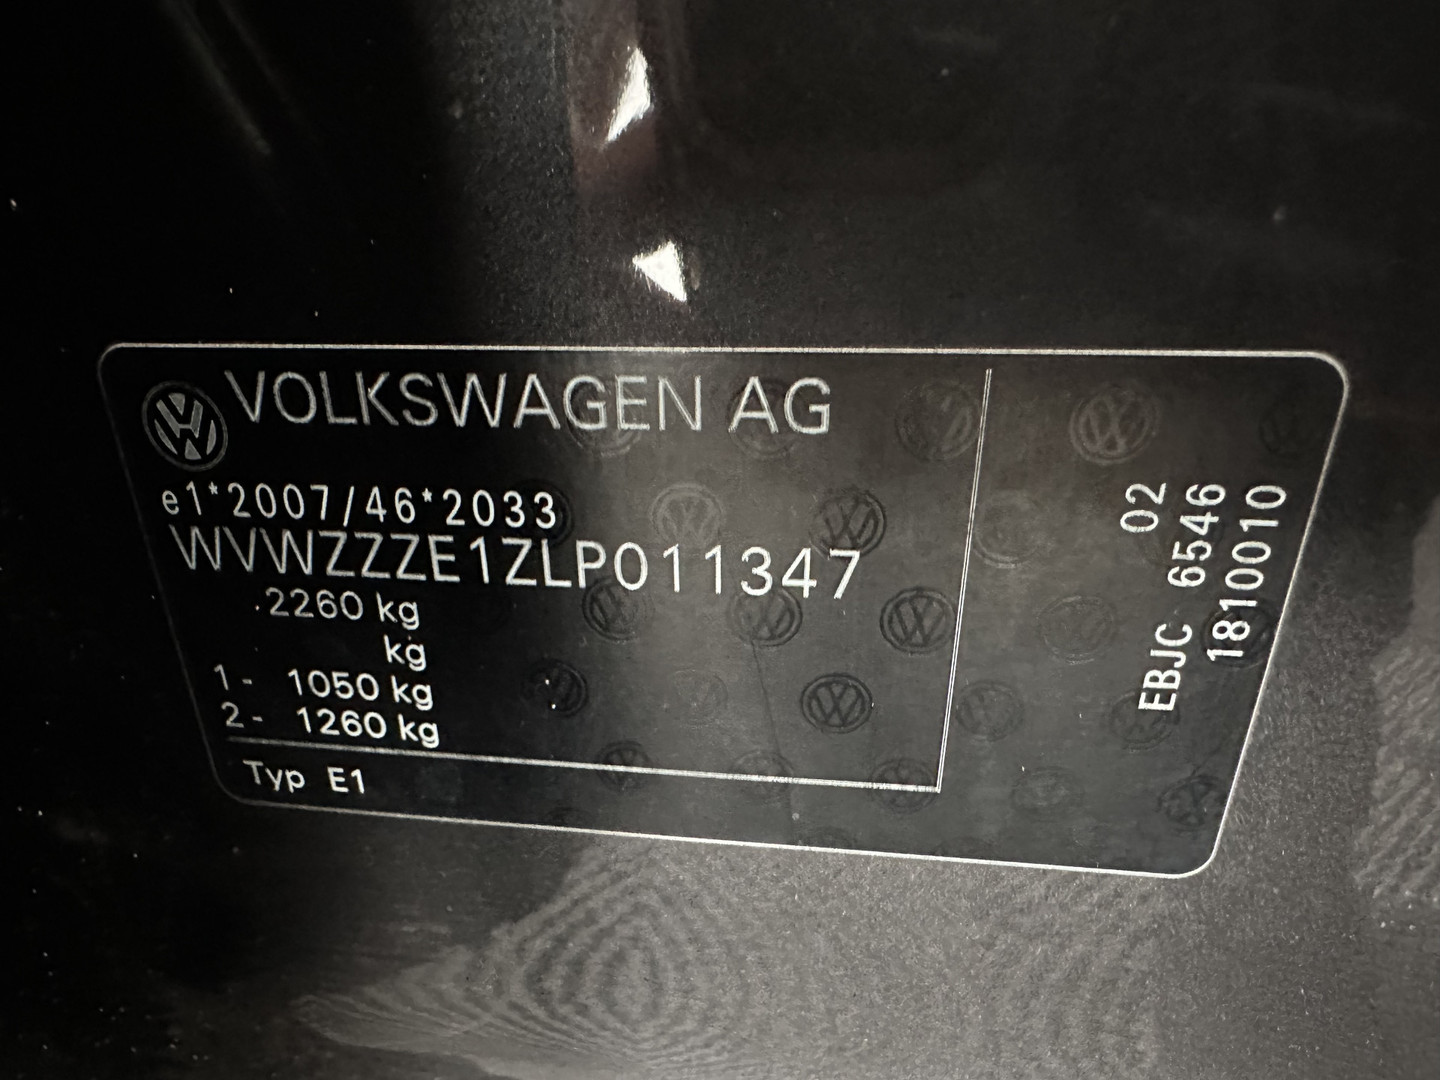 VOLKSWAGEN AG
e1*2007/46*2033
WVWZZZE1ZLP011347
2260 kg
kg
1- 1050 kg
2- 1260 kg
Typ E1
EBJC 02
6546
1810010